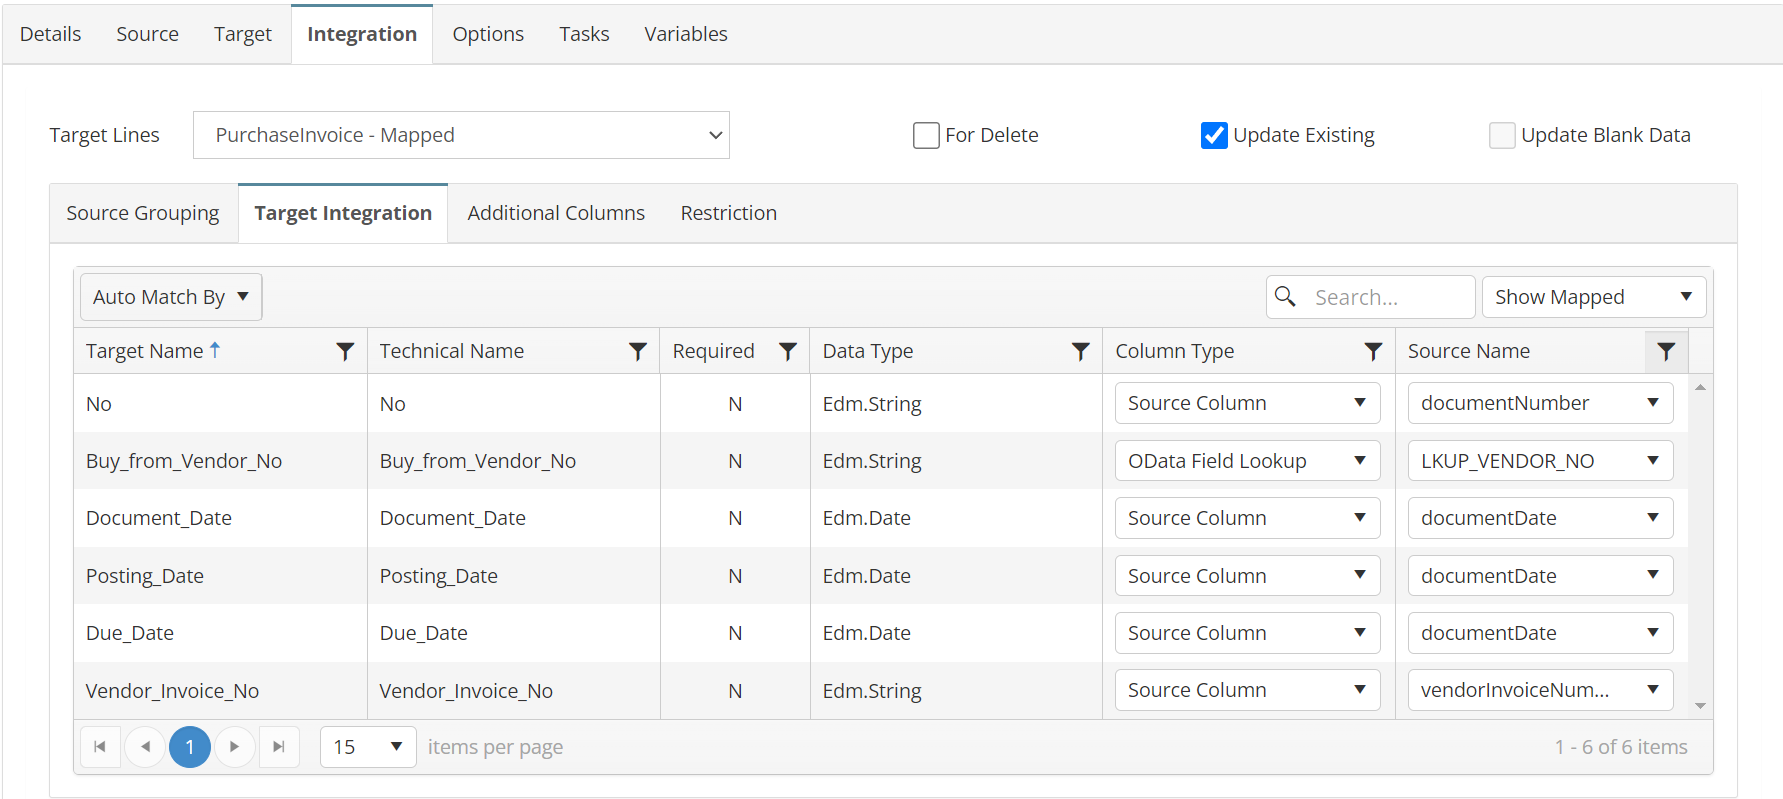 Details Source Target Integration Options Tasks Variables
Target Lines PurchaseInvoice - Mapped For Delete Update Existing Update Blank Data
Source Grouping Target Integration Additional Columns Restriction
Auto Match By Search... Show Mapped
Target Name Technical Name Required Data Type Column Type Source Name
No No N Edm.String Source Column documentNumber
Buy_from_Vendor_No Buy_from_Vendor_No N Edm.String OData Field Lookup LKUP_VENDOR_NO
Document_Date Document_Date N Edm.Date Source Column documentDate
Posting_Date Posting_Date N Edm.Date Source Column documentDate
Due_Date Due_Date N Edm.Date Source Column documentDate
Vendor_Invoice_No Vendor_Invoice_No N Edm.String Source Column vendorInvoiceNum...
1 15 items per page 1 - 6 of 6 items